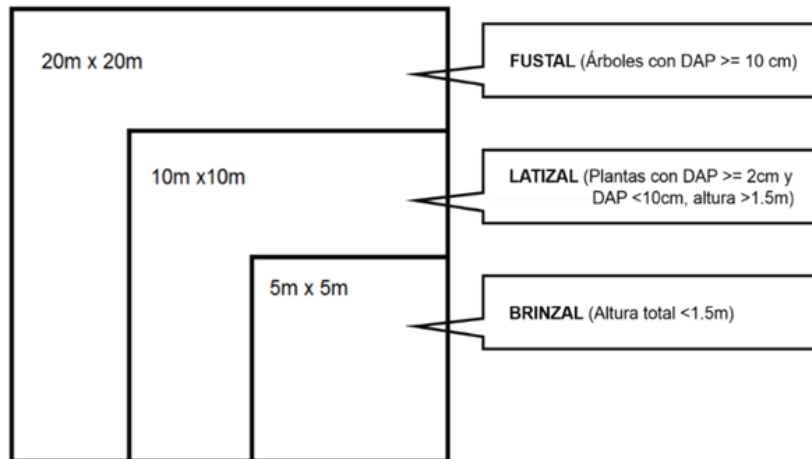 20m x 20m
FUSTAL (Árboles con DAP >= 10 cm)
10m x10m
LATIZAL (Plantas con DAP >= 2cm y
DAP <10cm, altura >1.5m)
5m x 5m
BRINZAL (Altura total <1.5m)